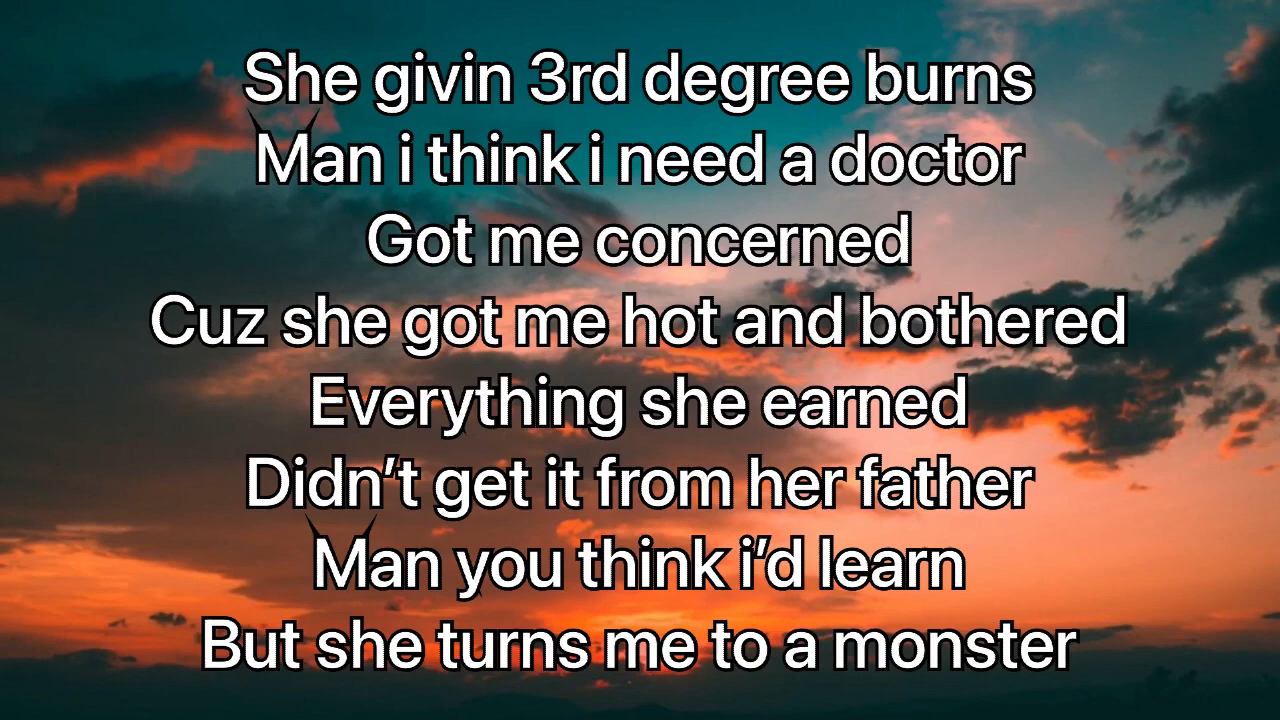 She givin 3rd degree burns
Man i think i need a doctor
Got me concerned
Cuz she got me hot and bothered
Everything she earned
Didn’t get it from her father
Man you think i’d learn
But she turns me to a monster